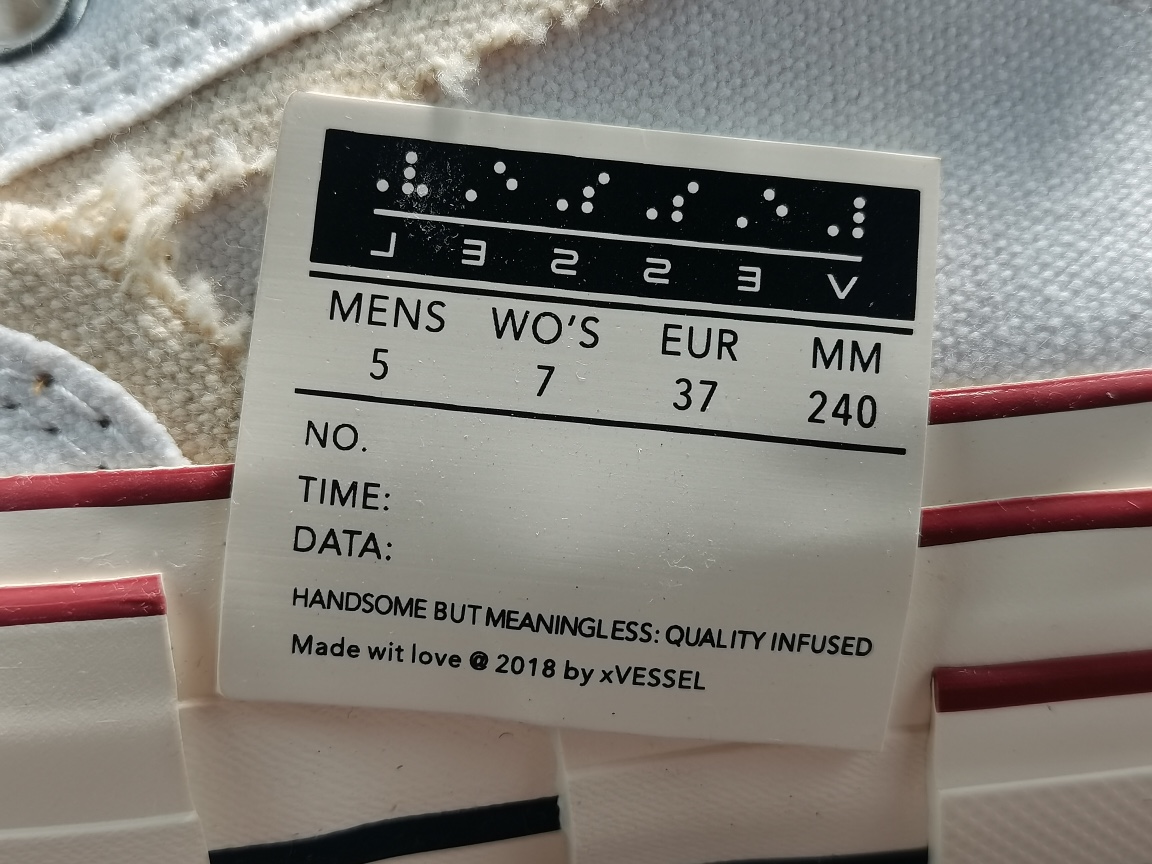 VESSEL
MENS WO'S EUR MM
5 7 37 240
NO.
TIME:
DATA:
HANDSOME BUT MEANINGLESS: QUALITY INFUSED
Made wit love @ 2018 by xVESSEL